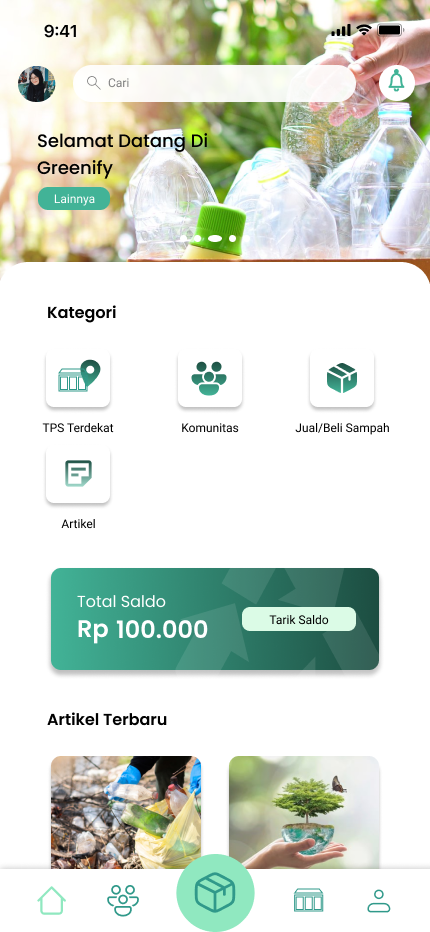 9:41
Cari
Selamat Datang Di
Greenify
Lainnya
Kategori
TPS Terdekat
Komunitas
Jual/Beli Sampah
Artikel
Total Saldo
Rp 100.000
Tarik Saldo
Artikel Terbaru